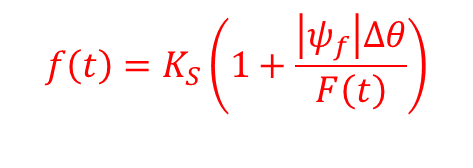 f(t) = K_S (1 + |ψ_f|Δθ / F(t))